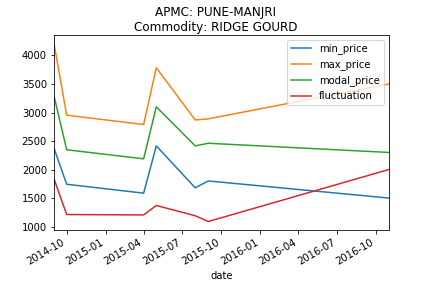 APMC: PUNE-MANJRI
Commodity: RIDGE GOURD
min_price
max_price
modal_price
fluctuation
4000
3500
3000
2500
2000
1500
1000
2014-10
2015-01
2015-04
2015-07
2015-10
2016-01
2016-04
2016-07
2016-10
date